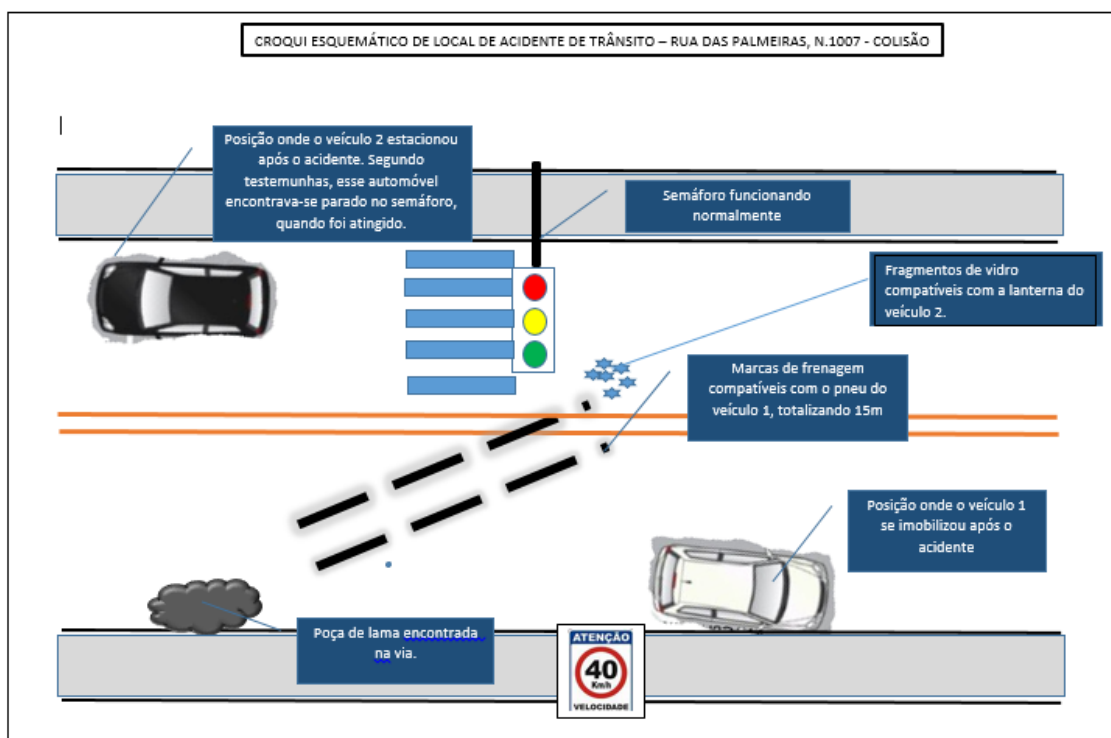 CROQUI ESQUEMÁTICO DE LOCAL DE ACIDENTE DE TRÂNSITO – RUA DAS PALMEIRAS, N.1007 - COLISÃO
Posição onde o veículo 2 estacionou
após o acidente. Segundo
testemunhas, esse automóvel
encontrava-se parado no semáforo,
quando foi atingido.
Semáforo funcionando
normalmente
Fragmentos de vidro
compatíveis com a lanterna do
veículo 2.
Marcas de frenagem
compatíveis com o pneu do
veículo 1, totalizando 15m
Posição onde o veículo 1
se imobilizou após o
acidente
Poça de lama encontrada
na via.
ATENÇÃO
40
Km/h
VELOCIDADE